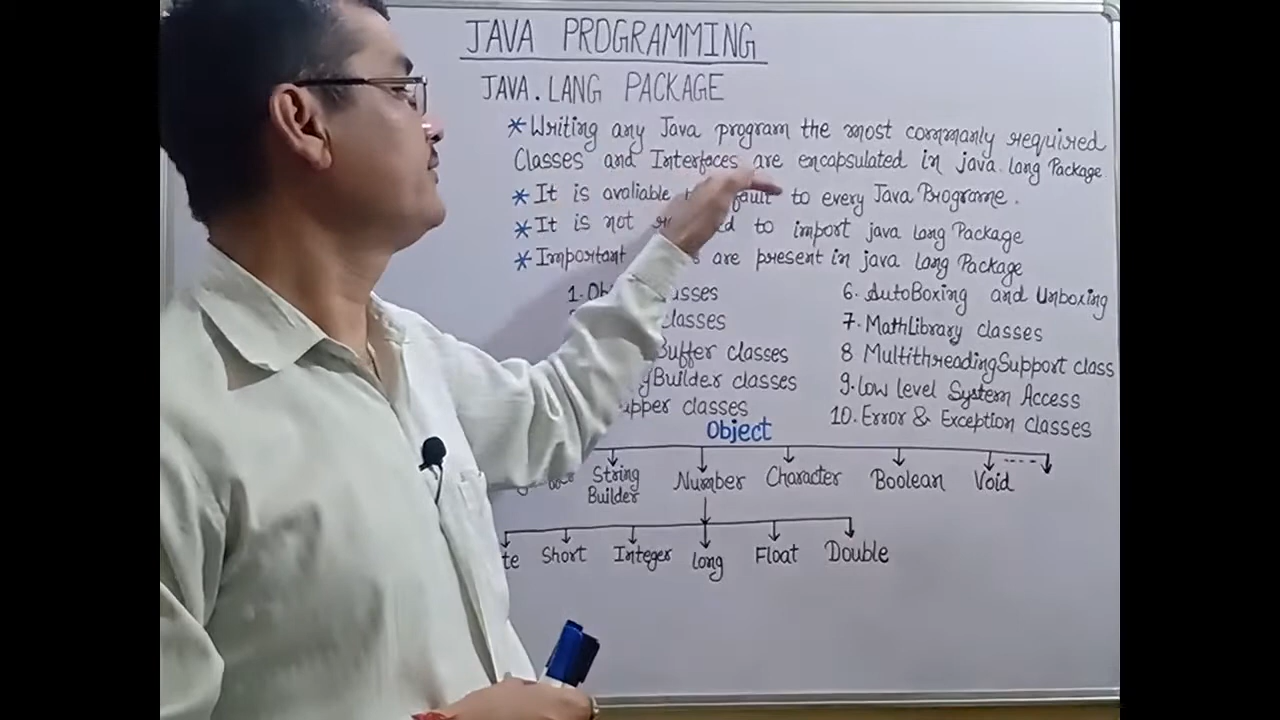 JAVA PROGRAMMING
JAVA.LANG PACKAGE
* Writing any Java program the most commonly required
Classes and Interfaces are encapsulated in java.lang Package
* It is avaliable to every Java Programe.
* It is not to import java lang Package
* Important are present in java lang Package
1. 6. AutoBoxing and Unboxing
classes 7. MathLibrary classes
Buffer classes 8 MultithreadingSupport class
Builder classes 9. low level System Access
classes 10. Error & Exception classes
Object
String Builder Number Character Boolean Void
Short Integer long Float Double